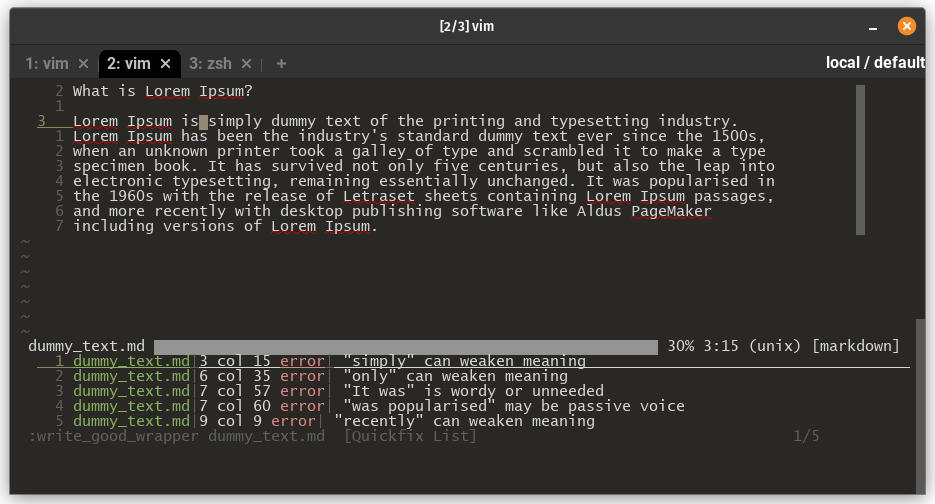 [2/3] vim
1: vim × 2: vim × 3: zsh × | + local / default
2 What is Lorem Ipsum?
1
3 Lorem Ipsum is simply dummy text of the printing and typesetting industry.
1 Lorem Ipsum has been the industry's standard dummy text ever since the 1500s,
2 when an unknown printer took a galley of type and scrambled it to make a type
3 specimen book. It has survived not only five centuries, but also the leap into
4 electronic typesetting, remaining essentially unchanged. It was popularised in
5 the 1960s with the release of Letraset sheets containing Lorem Ipsum passages,
6 and more recently with desktop publishing software like Aldus PageMaker
7 including versions of Lorem Ipsum.
~
~
~
~
~
~
~
dummy_text.md 30% 3:15 (unix) [markdown]
1 dummy_text.md|3 col 15 error| "simply" can weaken meaning
2 dummy_text.md|6 col 35 error| "only" can weaken meaning
3 dummy_text.md|7 col 57 error| "It was" is wordy or unneeded
4 dummy_text.md|7 col 60 error| "was popularised" may be passive voice
5 dummy_text.md|9 col 9 error| "recently" can weaken meaning
:write_good_wrapper dummy_text.md [Quickfix List] 1/5